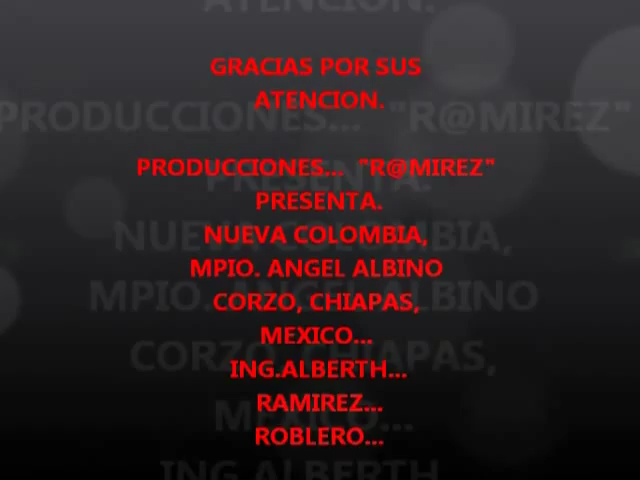 GRACIAS POR SUS
ATENCION.
PRODUCCIONES... "R@MIREZ"
PRESENTA.
NUEVA COLOMBIA,
MPIO. ANGEL ALBINO
CORZO, CHIAPAS,
MEXICO...
ING.ALBERTH...
RAMIREZ...
ROBLERO...